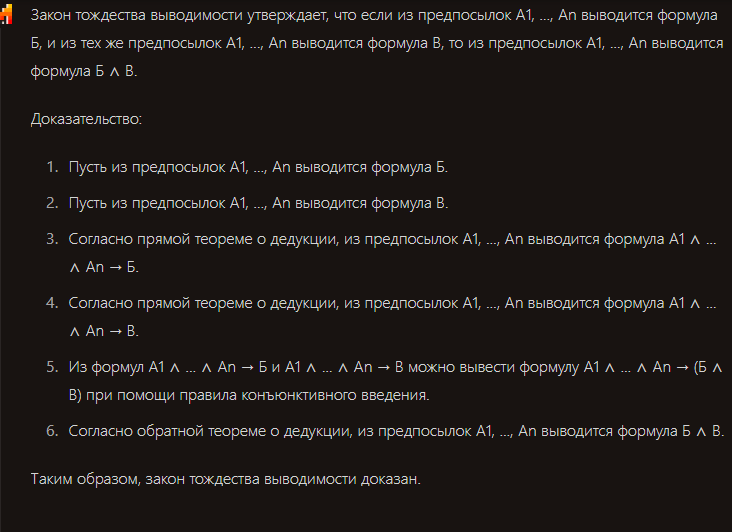 Закон тождества выводимости утверждает, что если из предпосылок A1, ..., An выводится формула
Б, и из тех же предпосылок A1, ..., An выводится формула В, то из предпосылок A1, ..., An выводится
формула Б ∧ В.
Доказательство:
1. Пусть из предпосылок A1, ..., An выводится формула Б.
2. Пусть из предпосылок A1, ..., An выводится формула В.
3. Согласно прямой теореме о дедукции, из предпосылок A1, ..., An выводится формула A1 ∧ ...
∧ An → Б.
4. Согласно прямой теореме о дедукции, из предпосылок A1, ..., An выводится формула A1 ∧ ...
∧ An → В.
5. Из формул A1 ∧ ... ∧ An → Б и A1 ∧ ... ∧ An → В можно вывести формулу A1 ∧ ... ∧ An → (Б ∧
В) при помощи правила конъюнктивного введения.
6. Согласно обратной теореме о дедукции, из предпосылок A1, ..., An выводится формула Б ∧ В.
Таким образом, закон тождества выводимости доказан.